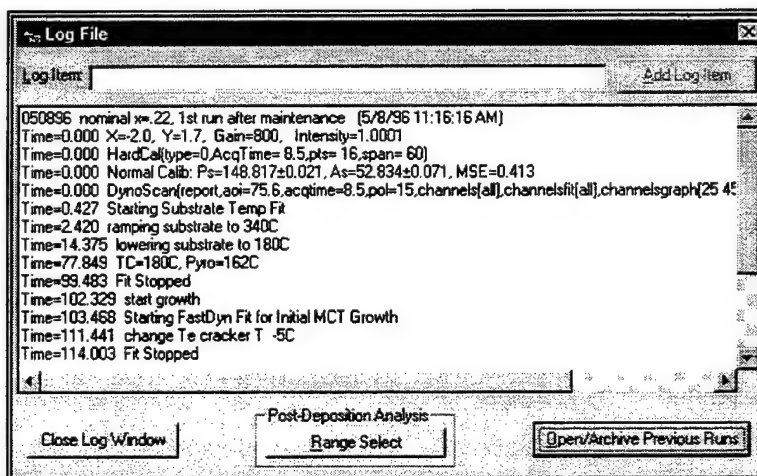 Log File
Log Item: Add Log Item
050896 nominal x=.22, 1st run after maintenance (5/8/96 11:16:16 AM)
Time=0.000 X=-2.0, Y=1.7, Gain=800, Intensity=1.0001
Time=0.000 HardCal(type=0,AcqTime= 8.5,pts= 16,span= 60)
Time=0.000 Normal Calib: Ps=148.817±0.021, As=52.834±0.071, MSE=0.413
Time=0.000 DynoScan(report,aoi=75.6,acqtime=8.5,pol=15,channels[all],channelsfit[all],channelsgraph[25 45
Time=0.427 Starting Substrate Temp Fit
Time=2.420 ramping substrate to 340C
Time=14.375 lowering substrate to 180C
Time=77.849 TC=180C, Pyro=162C
Time=99.483 Fit Stopped
Time=102.329 start growth
Time=103.468 Starting FastDyn Fit for Initial MCT Growth
Time=111.441 change Te cracker T -5C
Time=114.003 Fit Stopped
Post-Deposition Analysis
Close Log Window Range Select Open/Archive Previous Runs